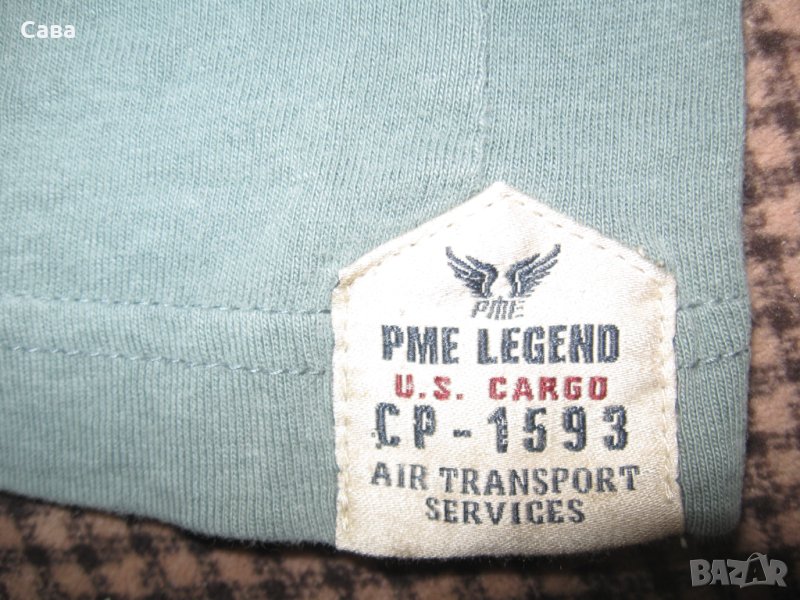 Сава
PME
PME LEGEND
U.S. CARGO
CP-1593
AIR TRANSPORT
SERVICES
BAZAR